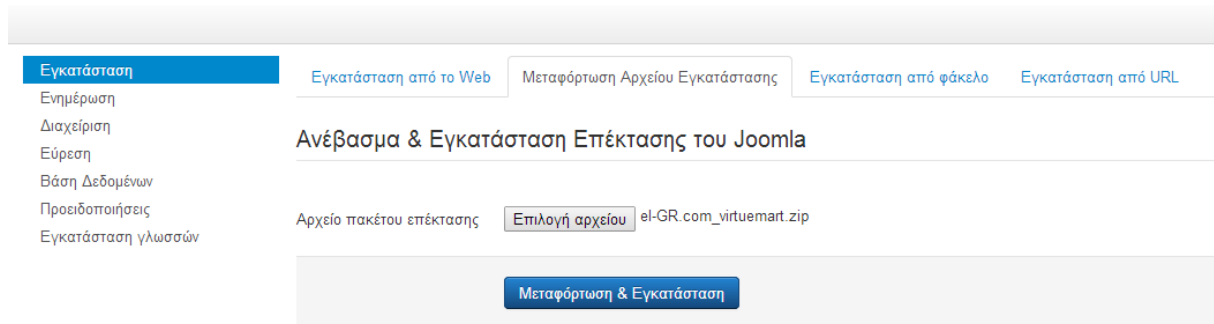 Εγκατάσταση
Ενημέρωση
Διαχείριση
Εύρεση
Βάση Δεδομένων
Προειδοποιήσεις
Εγκατάσταση γλωσσών
Εγκατάσταση από το Web
Μεταφόρτωση Αρχείου Εγκατάστασης
Εγκατάσταση από φάκελο
Εγκατάσταση από URL
Ανέβασμα & Εγκατάσταση Επέκτασης του Joomla
Αρχείο πακέτου επέκτασης
Επιλογή αρχείου
el-GR.com_virtuemart.zip
Μεταφόρτωση & Εγκατάσταση